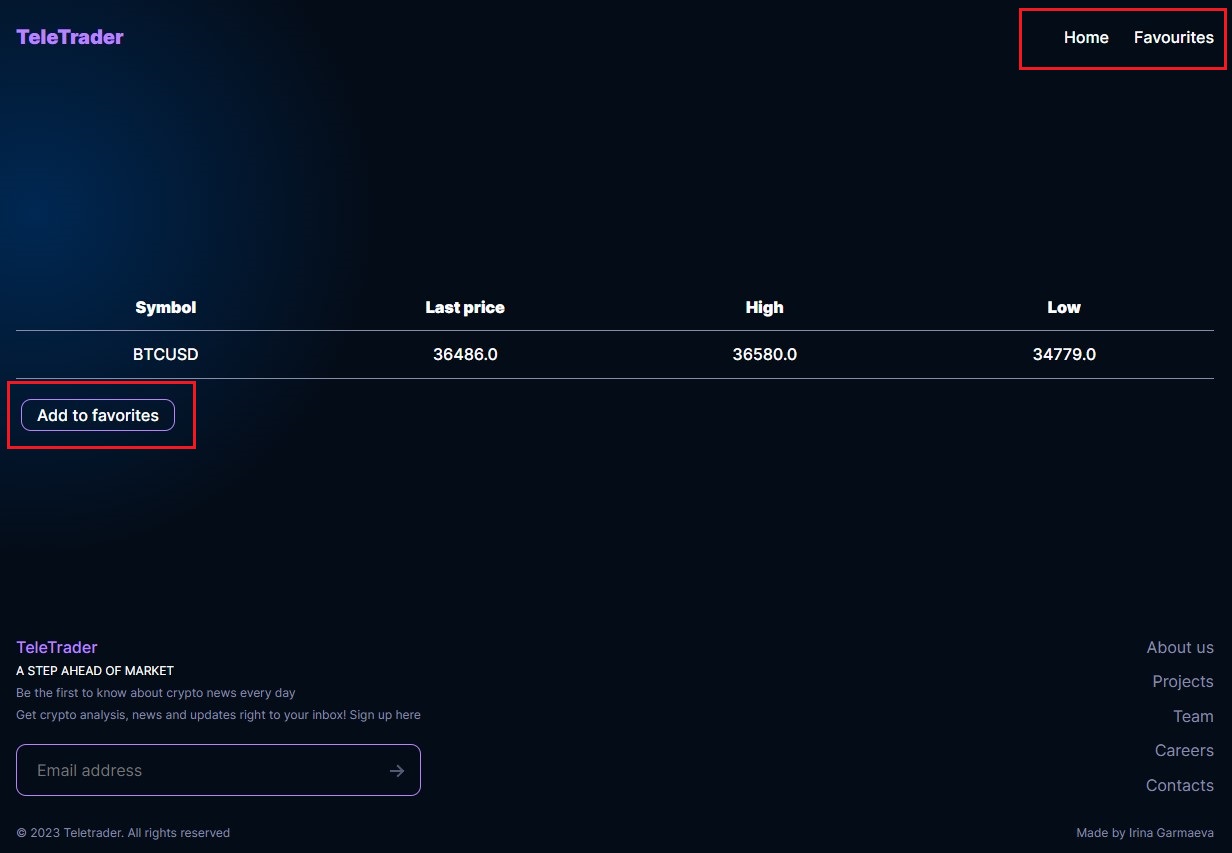 TeleTrader
Home Favourites
Symbol Last price High Low
BTCUSD 36486.0 36580.0 34779.0
Add to favorites
TeleTrader
A STEP AHEAD OF MARKET
Be the first to know about crypto news every day
Get crypto analysis, news and updates right to your inbox! Sign up here
Email address
About us
Projects
Team
Careers
Contacts
© 2023 Teletrader. All rights reserved
Made by Irina Garmaeva